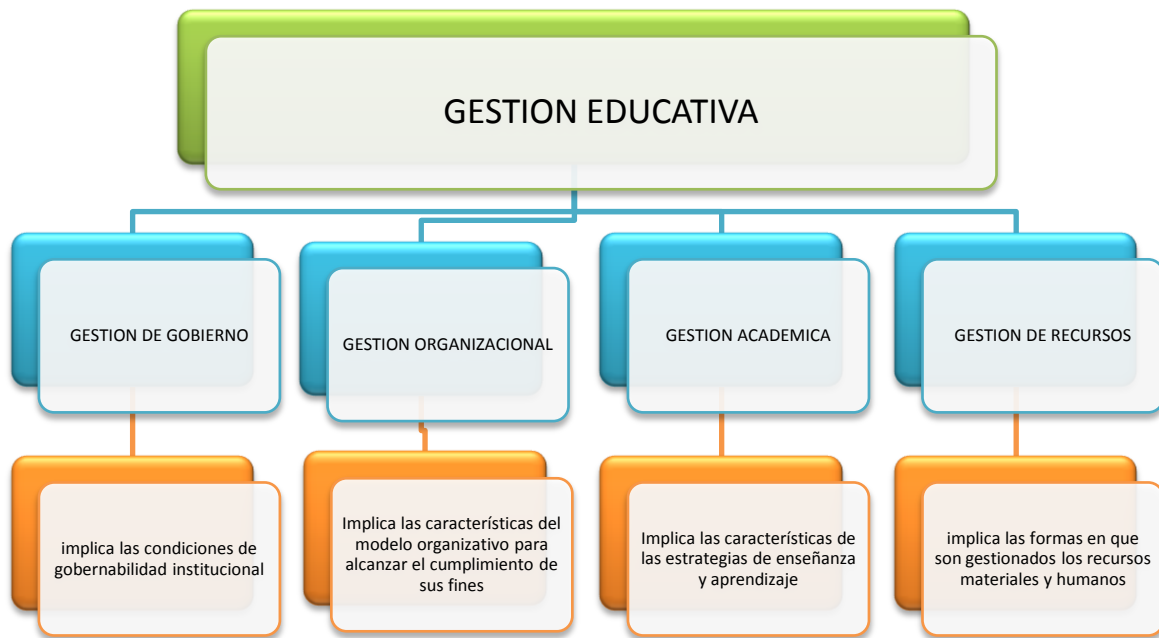 GESTION EDUCATIVA
GESTION DE GOBIERNO
GESTION ORGANIZACIONAL
GESTION ACADEMICA
GESTION DE RECURSOS
implica las condiciones de
gobernabilidad institucional
Implica las características del
modelo organizativo para
alcanzar el cumplimiento de
sus fines
Implica las características de
las estrategias de enseñanza
y aprendizaje
implica las formas en que
son gestionados los recursos
materiales y humanos